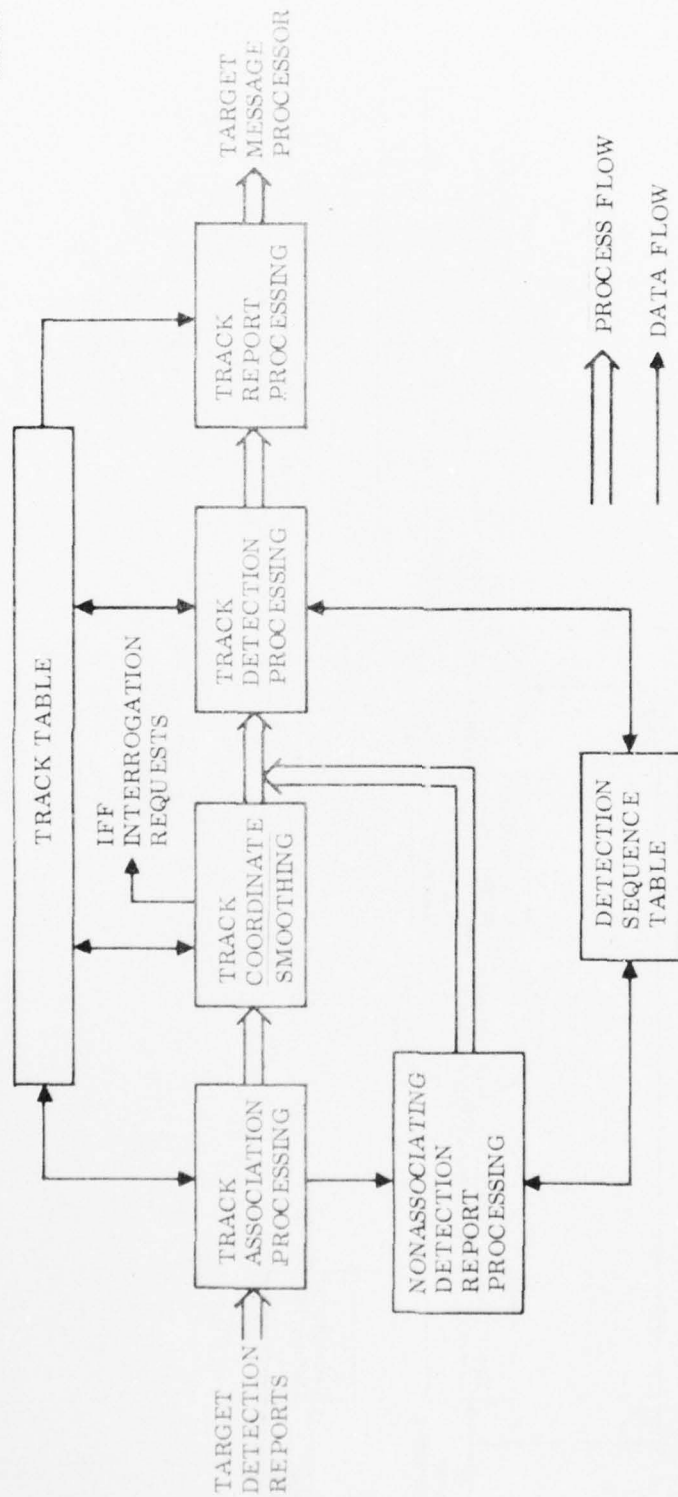 TRACK TABLE
IFF
INTERROGATION
REQUESTS
TARGET
DETECTION
REPORTS
TRACK
ASSOCIATION
PROCESSING
TRACK
COORDINATE
SMOOTHING
TRACK
DETECTION
PROCESSING
TRACK
REPORT
PROCESSING
TARGET
MESSAGE
PROCESSOR
NONASSOCIATING
DETECTION
REPORT
PROCESSING
DETECTION
SEQUENCE
TABLE
PROCESS FLOW
DATA FLOW